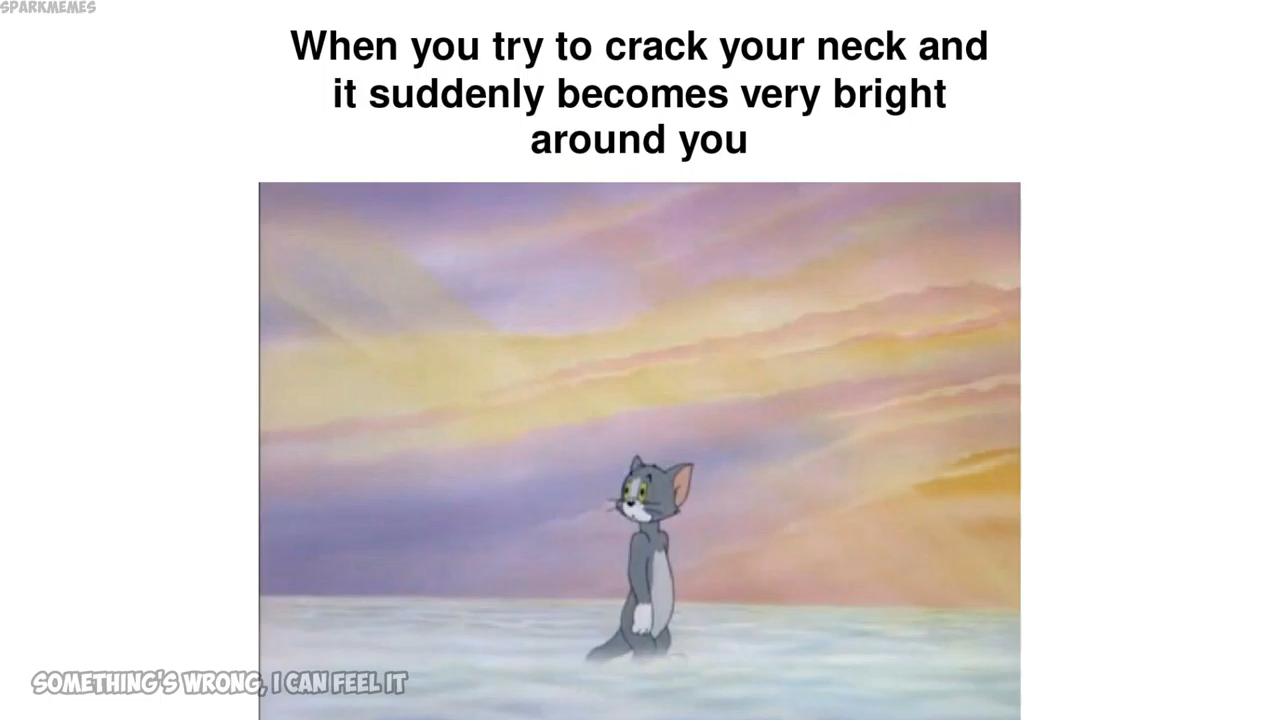 SPARKMEMES
When you try to crack your neck and
it suddenly becomes very bright
around you
SOMETHING'S WRONG, I CAN FEEL IT